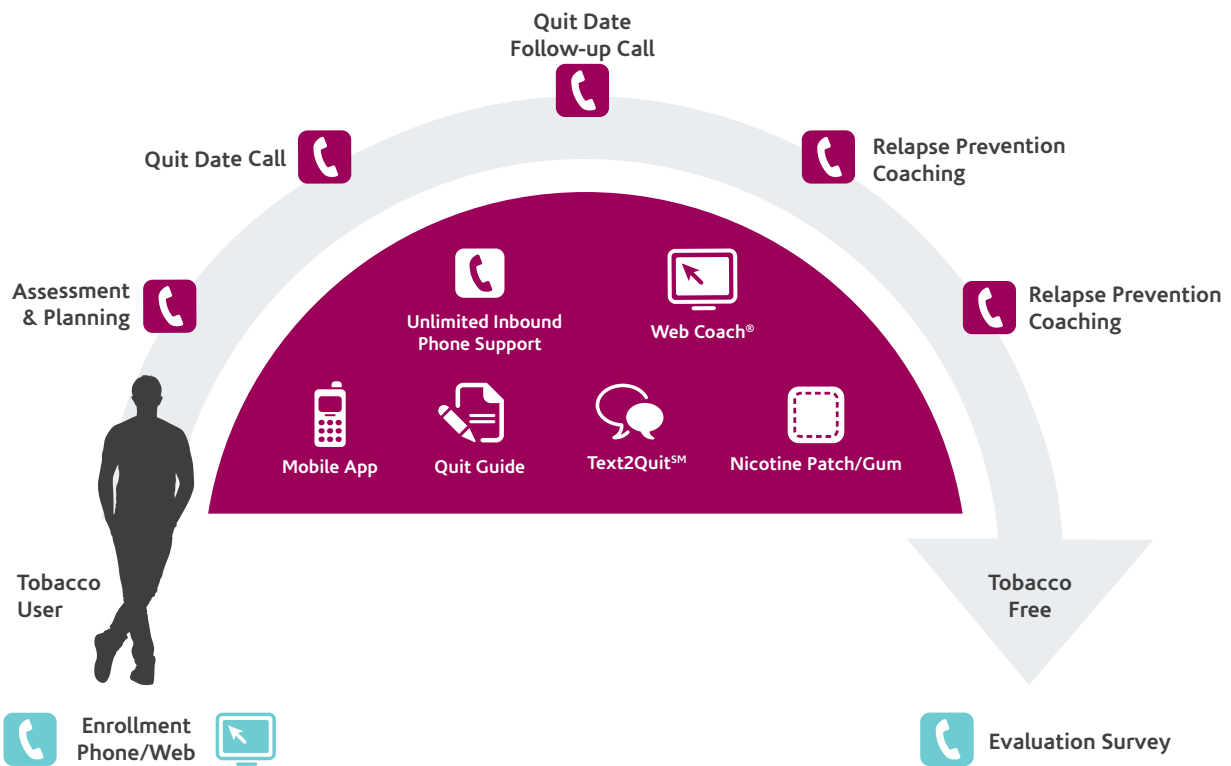 Quit Date
Follow-up Call
Quit Date Call
Relapse Prevention
Coaching
Assessment
& Planning
Relapse Prevention
Coaching
Unlimited Inbound
Phone Support
Web Coach®
Mobile App
Quit Guide
Text2Quit℠
Nicotine Patch/Gum
Tobacco
User
Tobacco
Free
Enrollment
Phone/Web
Evaluation Survey